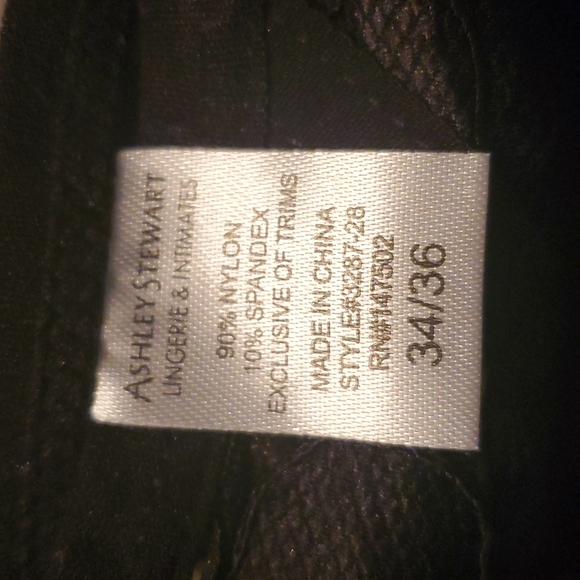 ASHLEY STEWART
LINGERIE & INTIMATES
90% NYLON
10% SPANDEX
EXCLUSIVE OF TRIMS
MADE IN CHINA
STYLE#3287-28
RN#147502
34/36